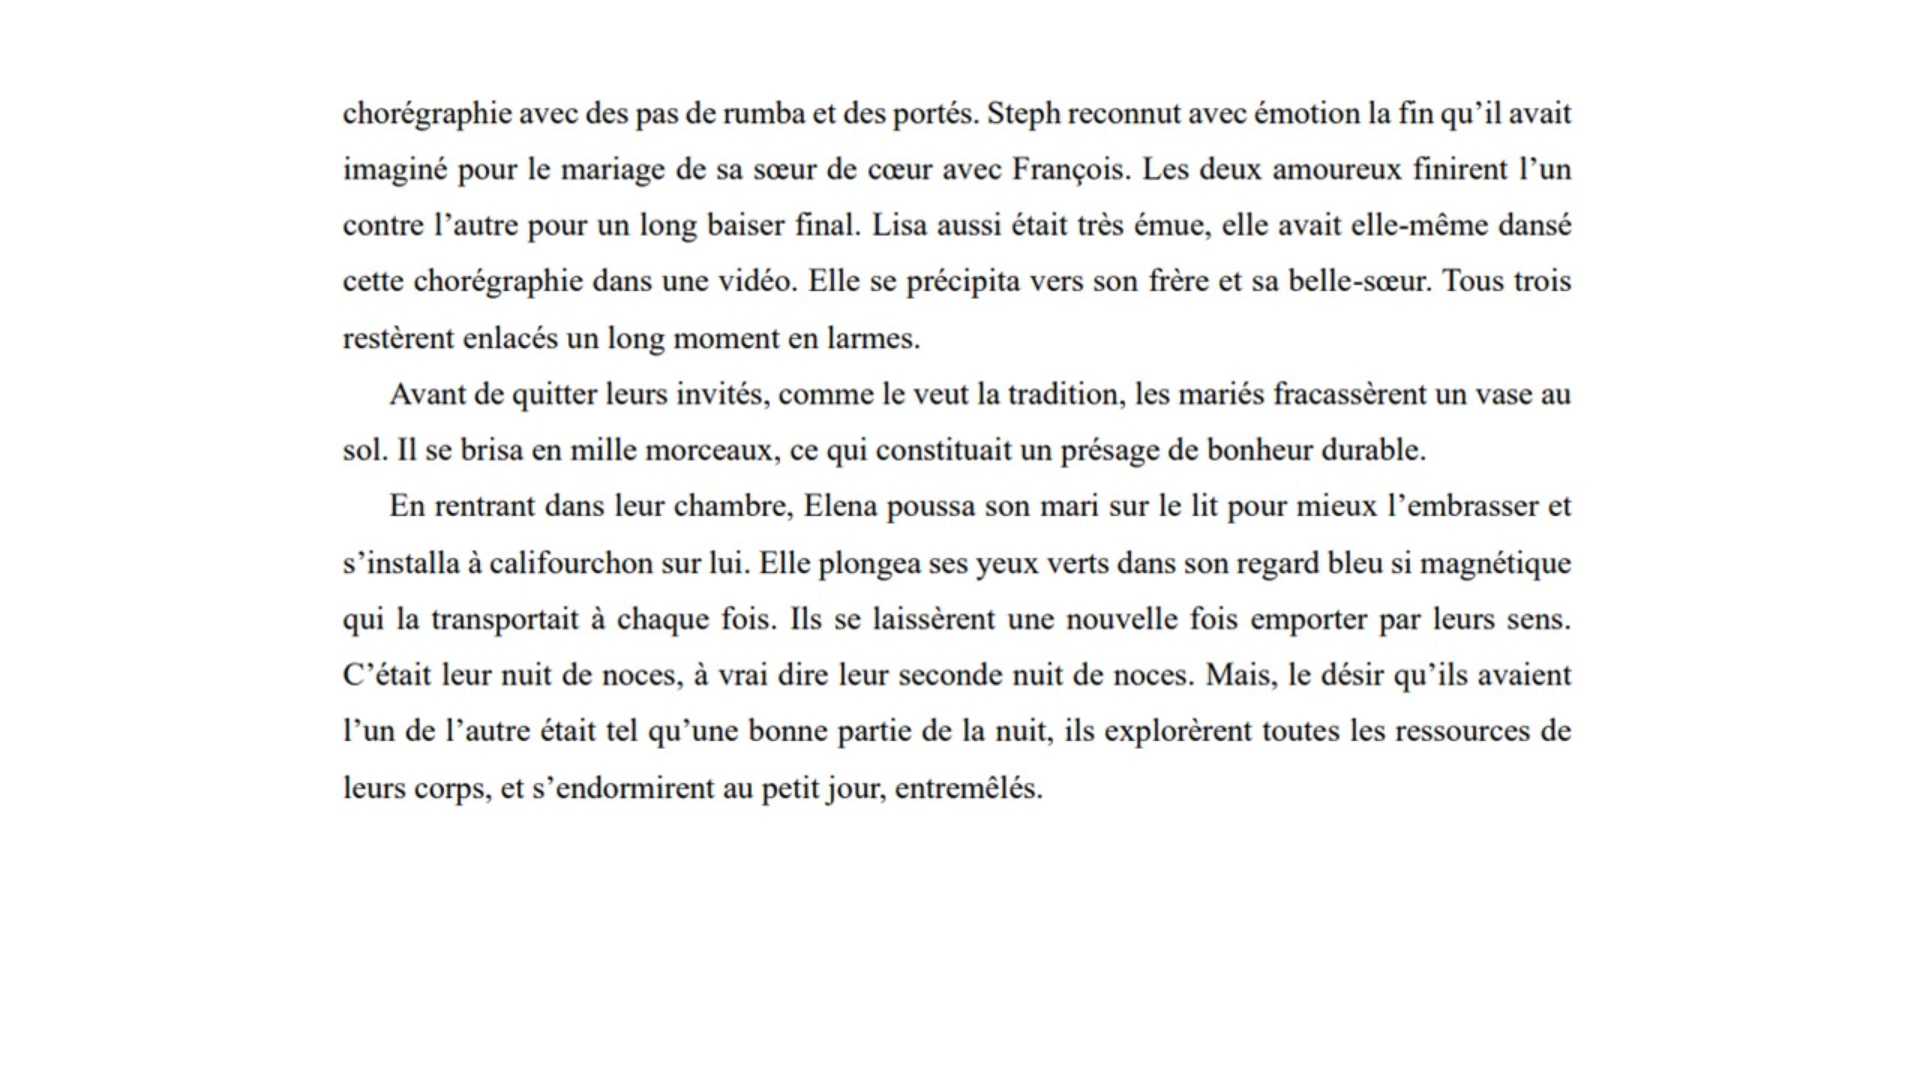 chorégraphie avec des pas de rumba et des portés. Steph reconnut avec émotion la fin qu’il avait
imaginé pour le mariage de sa sœur de cœur avec François. Les deux amoureux finirent l’un
contre l’autre pour un long baiser final. Lisa aussi était très émue, elle avait elle-même dansé
cette chorégraphie dans une vidéo. Elle se précipita vers son frère et sa belle-sœur. Tous trois
restèrent enlacés un long moment en larmes.
Avant de quitter leurs invités, comme le veut la tradition, les mariés fracassèrent un vase au
sol. Il se brisa en mille morceaux, ce qui constituait un présage de bonheur durable.
En rentrant dans leur chambre, Elena poussa son mari sur le lit pour mieux l’embrasser et
s’installa à califourchon sur lui. Elle plongea ses yeux verts dans son regard bleu si magnétique
qui la transportait à chaque fois. Ils se laissèrent une nouvelle fois emporter par leurs sens.
C’était leur nuit de noces, à vrai dire leur seconde nuit de noces. Mais, le désir qu’ils avaient
l’un de l’autre était tel qu’une bonne partie de la nuit, ils explorèrent toutes les ressources de
leurs corps, et s’endormirent au petit jour, entremêlés.